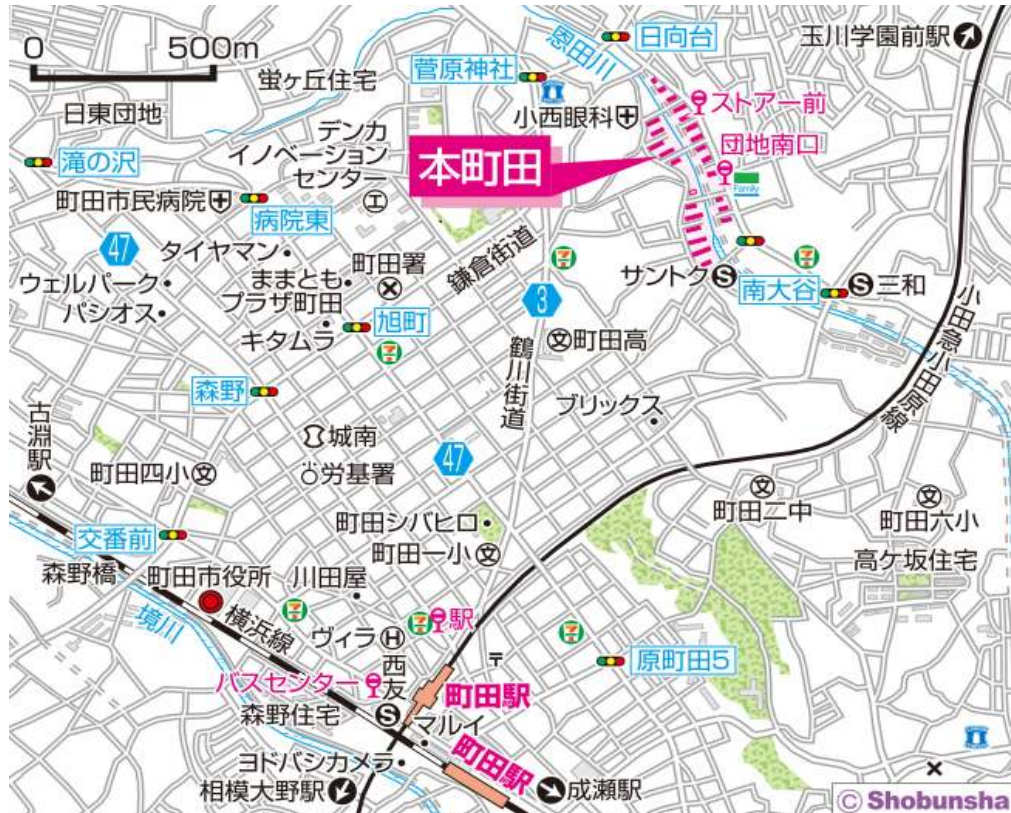 0 500m
恩田川
日向台
玉川学園前駅
菅原神社
蛍ヶ丘住宅
日東団地
小西眼科
ストアー前
団地南口
デンカ
イノベーション
センター
滝の沢
本町田
町田市民病院
病院東
Family
47
タイヤマン
ウェルパーク
パシオス
ままとも
プラザ町田
町田署
鎌倉街道
サントク
南大谷
三和
3
キタムラ
旭町
町田高
鶴川街道
小田急小田原線
森野
ブリックス
古淵駅
城南
労基署
47
町田四小
町田二中
町田六小
町田シバヒロ
町田一小
高ケ坂住宅
交番前
森野橋
町田市役所
川田屋
横浜線
境川
ヴィラ
駅
原町田5
バスセンター
西友
町田駅
森野住宅
マルイ
町田駅
ヨドバシカメラ
相模大野駅
成瀬駅
© Shobunsha